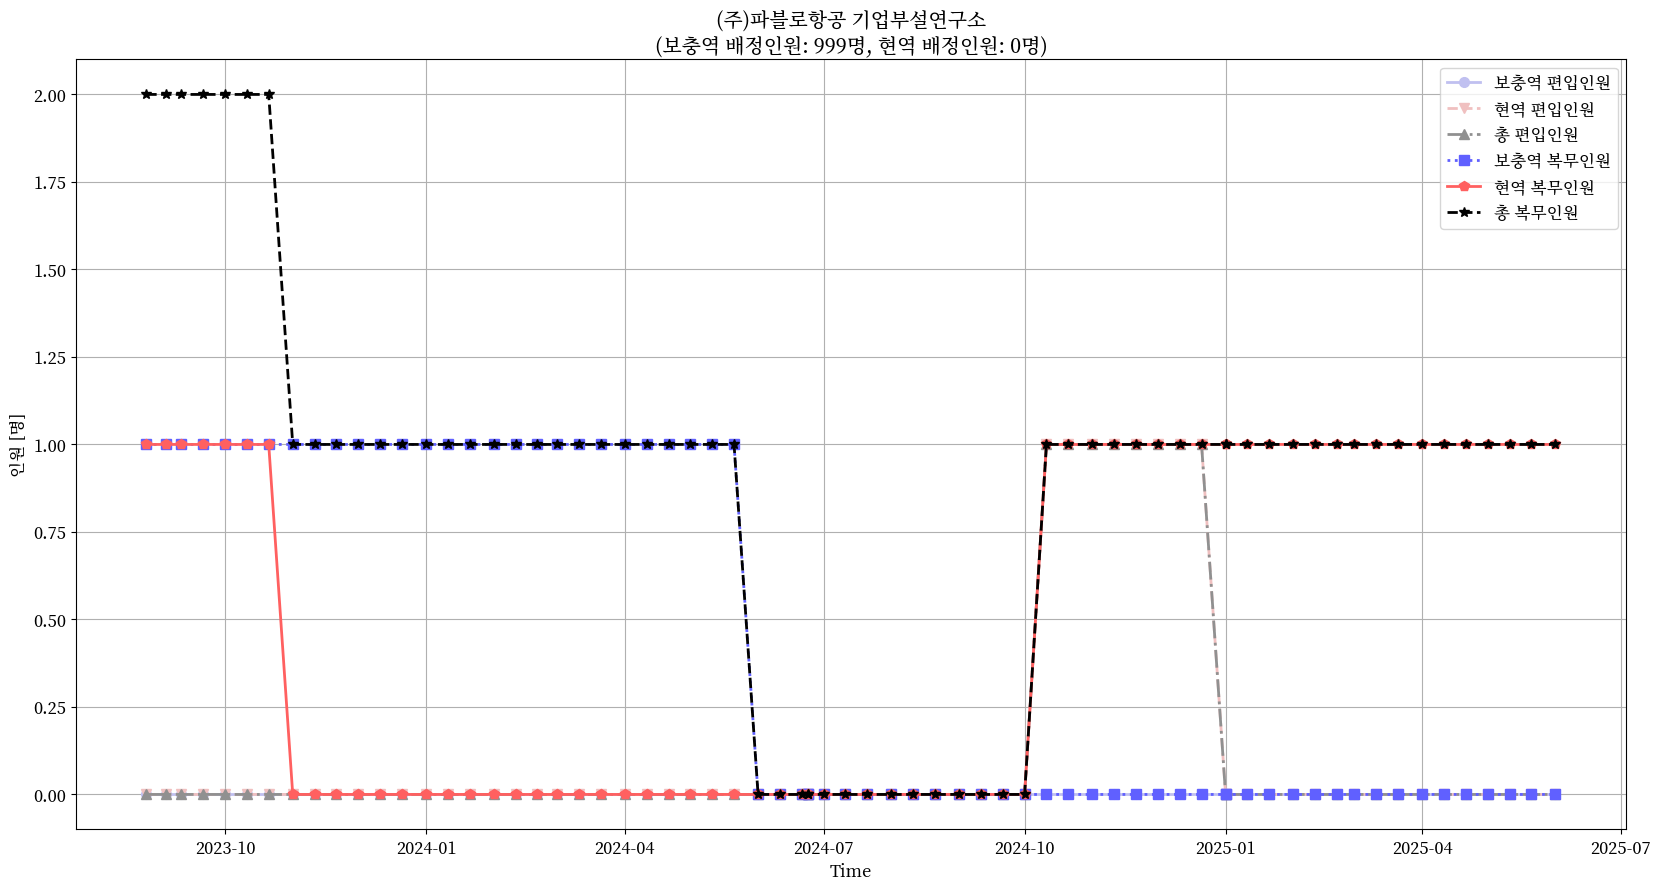 (주)파블로항공 기업부설연구소
(보충역 배정인원: 999명, 현역 배정인원: 0명)
보충역 편입인원
현역 편입인원
총 편입인원
보충역 복무인원
현역 복무인원
총 복무인원
인원 [명]
2.00
1.75
1.50
1.25
1.00
0.75
0.50
0.25
0.00
2023-10
2024-01
2024-04
2024-07
2024-10
2025-01
2025-04
2025-07
Time